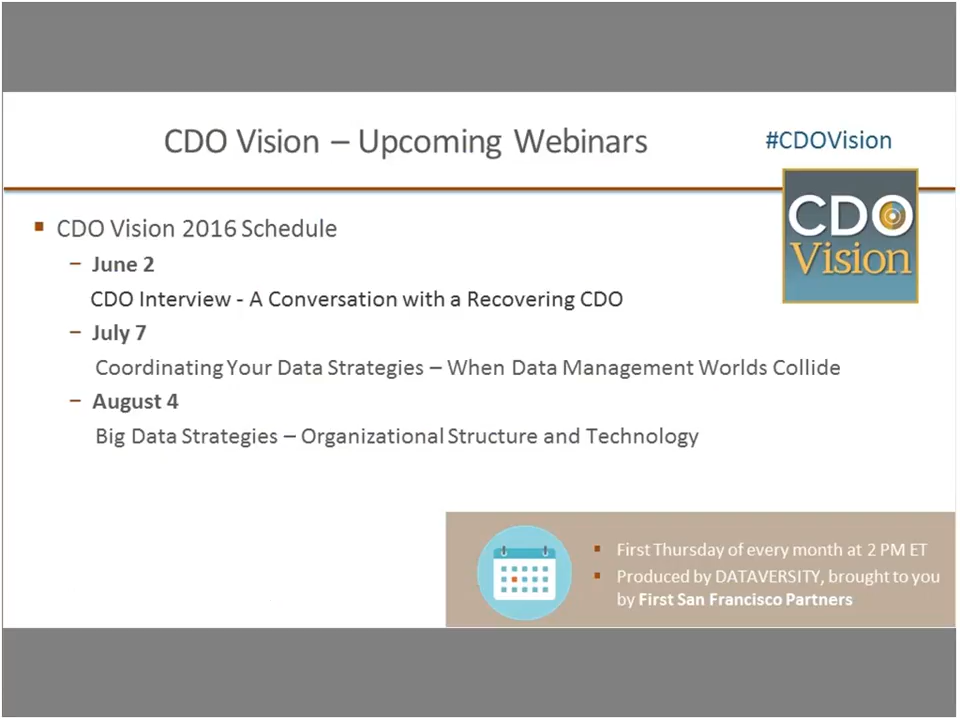 CDO Vision – Upcoming Webinars
#CDOVision
CDO
Vision
▪ CDO Vision 2016 Schedule
− June 2
CDO Interview - A Conversation with a Recovering CDO
− July 7
Coordinating Your Data Strategies – When Data Management Worlds Collide
− August 4
Big Data Strategies – Organizational Structure and Technology
▪ First Thursday of every month at 2 PM ET
▪ Produced by DATAVERSITY, brought to you
by First San Francisco Partners